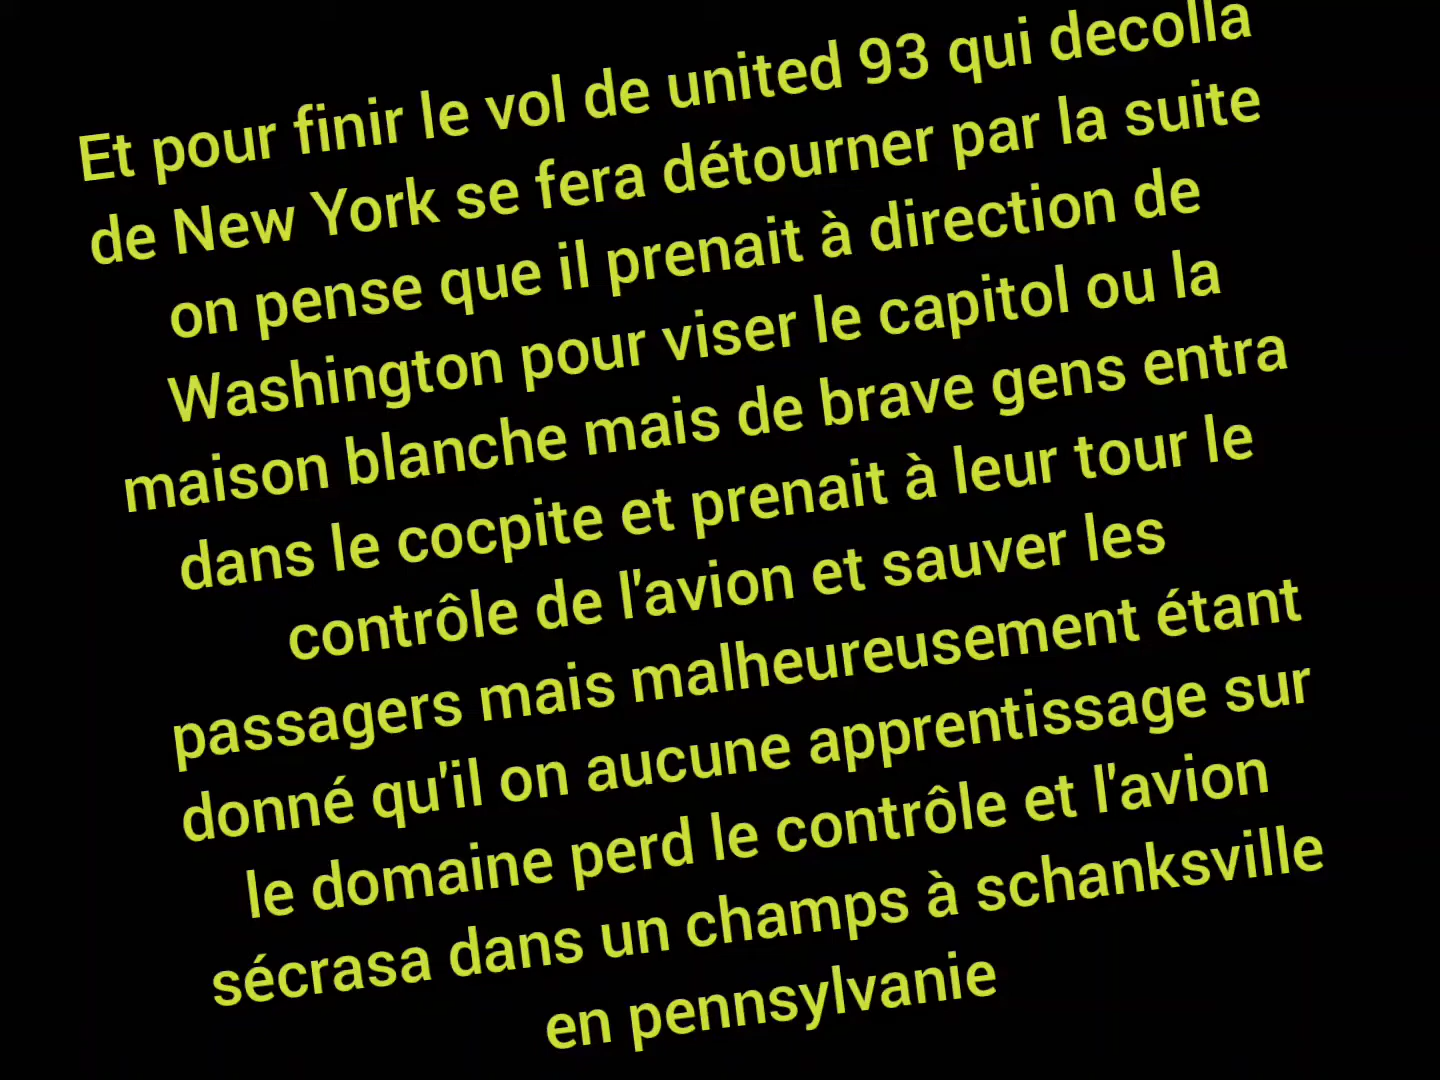 Et pour finir le vol de united 93 qui decolla
de New York se fera détourner par la suite
on pense que il prenait à direction de
Washington pour viser le capitol ou la
maison blanche mais de brave gens entra
dans le cocpite et prenait à leur tour le
contrôle de l'avion et sauver les
passagers mais malheureusement étant
donné qu'il on aucune apprentissage sur
le domaine perd le contrôle et l'avion
sécrasa dans un champs à schanksville
en pennsylvanie